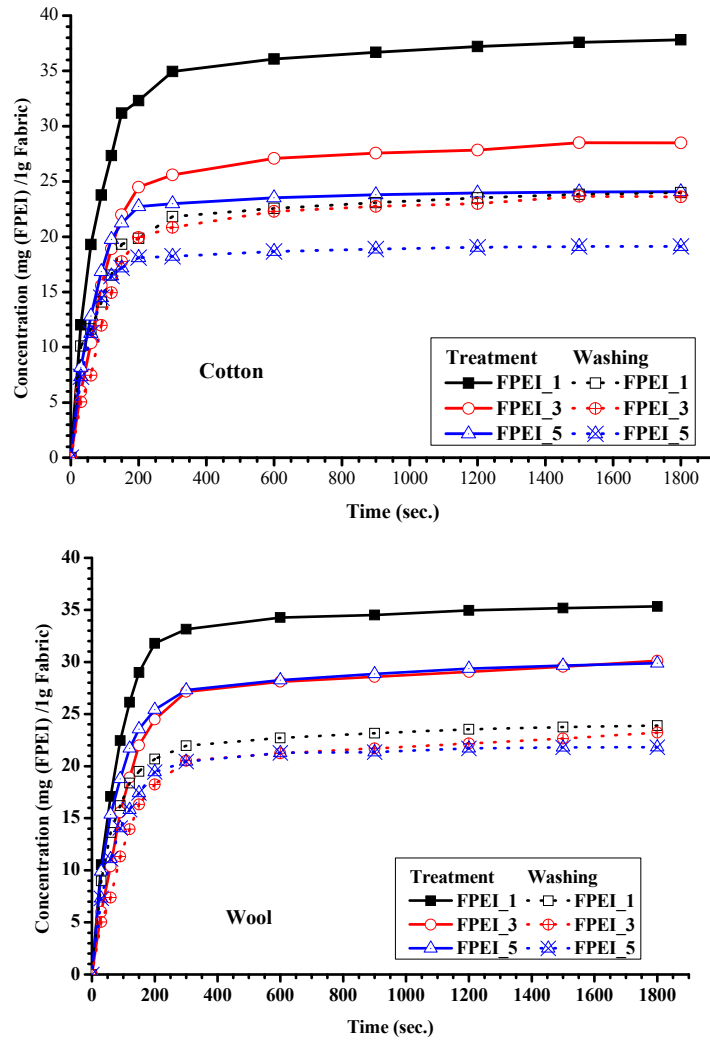 40
35
30
25
20
15
10
5
0
Concentration (mg (FPEI) /1g Fabric)
Cotton
Treatment Washing
FPEI_1 FPEI_1
FPEI_3 FPEI_3
FPEI_5 FPEI_5
0 200 400 600 800 1000 1200 1400 1600 1800
Time (sec.)
40
35
30
25
20
15
10
5
0
Concentration (mg (FPEI) /1g Fabric)
Wool
Treatment Washing
FPEI_1 FPEI_1
FPEI_3 FPEI_3
FPEI_5 FPEI_5
0 200 400 600 800 1000 1200 1400 1600 1800
Time (sec.)